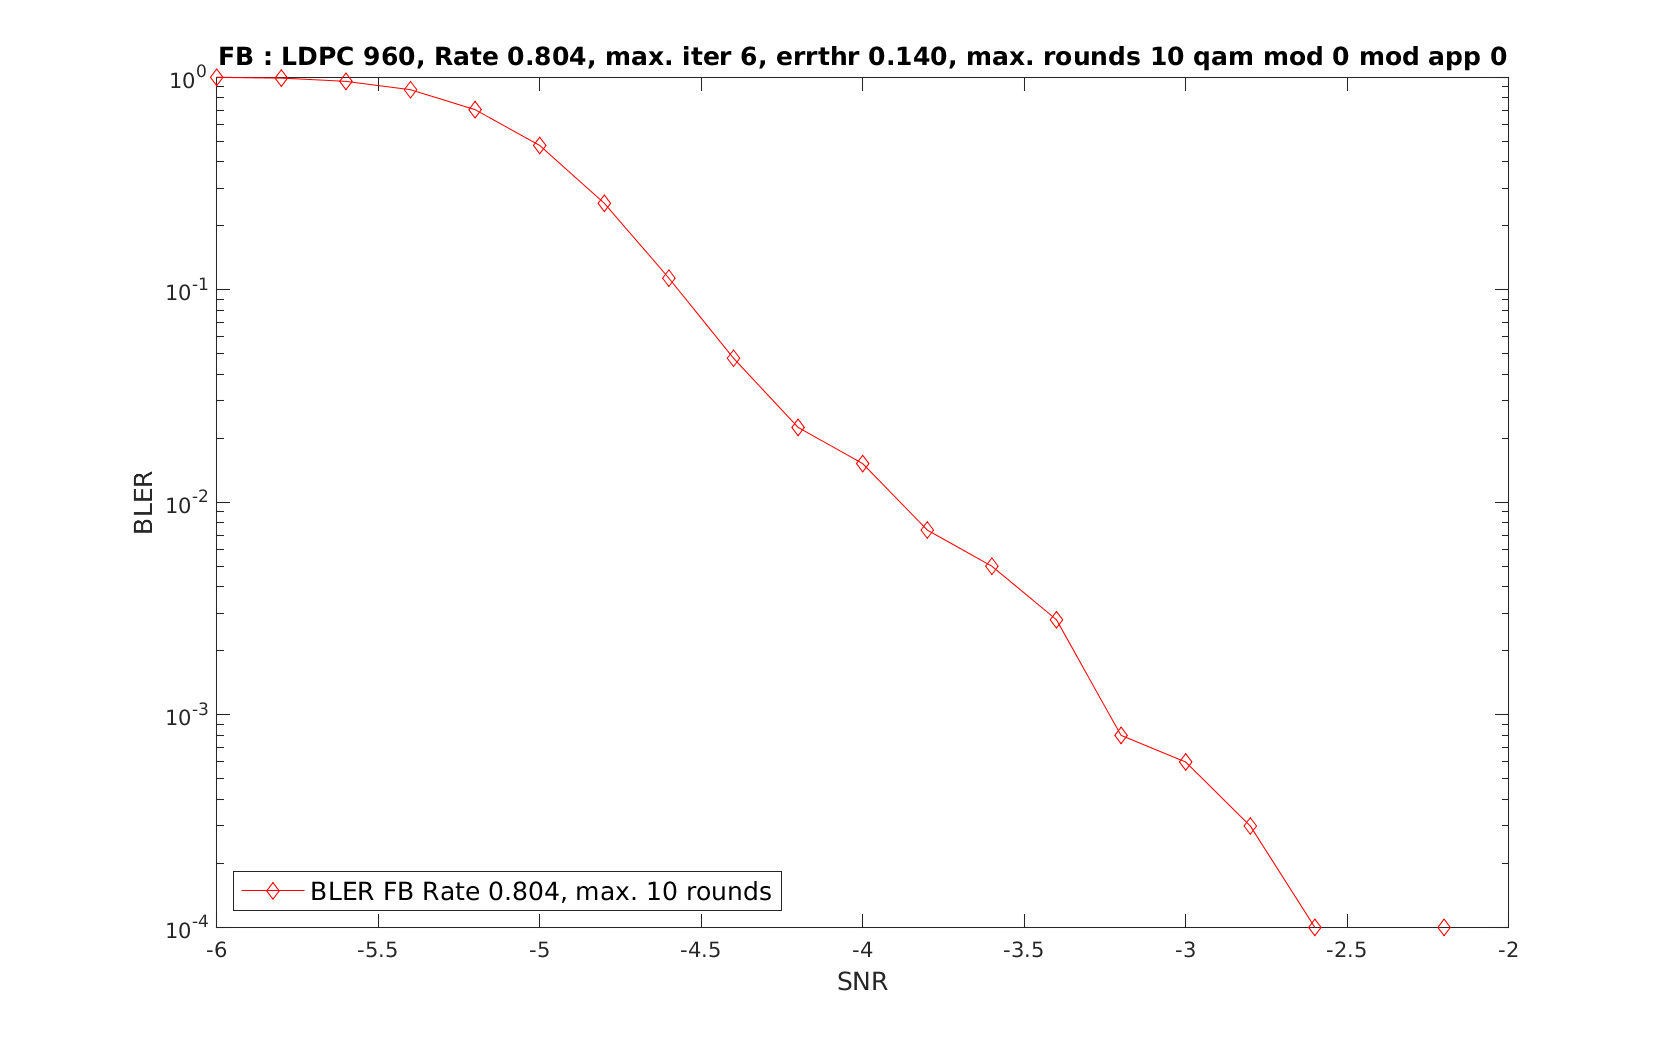 FB : LDPC 960, Rate 0.804, max. iter 6, errthr 0.140, max. rounds 10 qam mod 0 mod app 0
10^0
10^-1
10^-2
10^-3
10^-4
BLER
BLER FB Rate 0.804, max. 10 rounds
-6 -5.5 -5 -4.5 -4 -3.5 -3 -2.5 -2
SNR